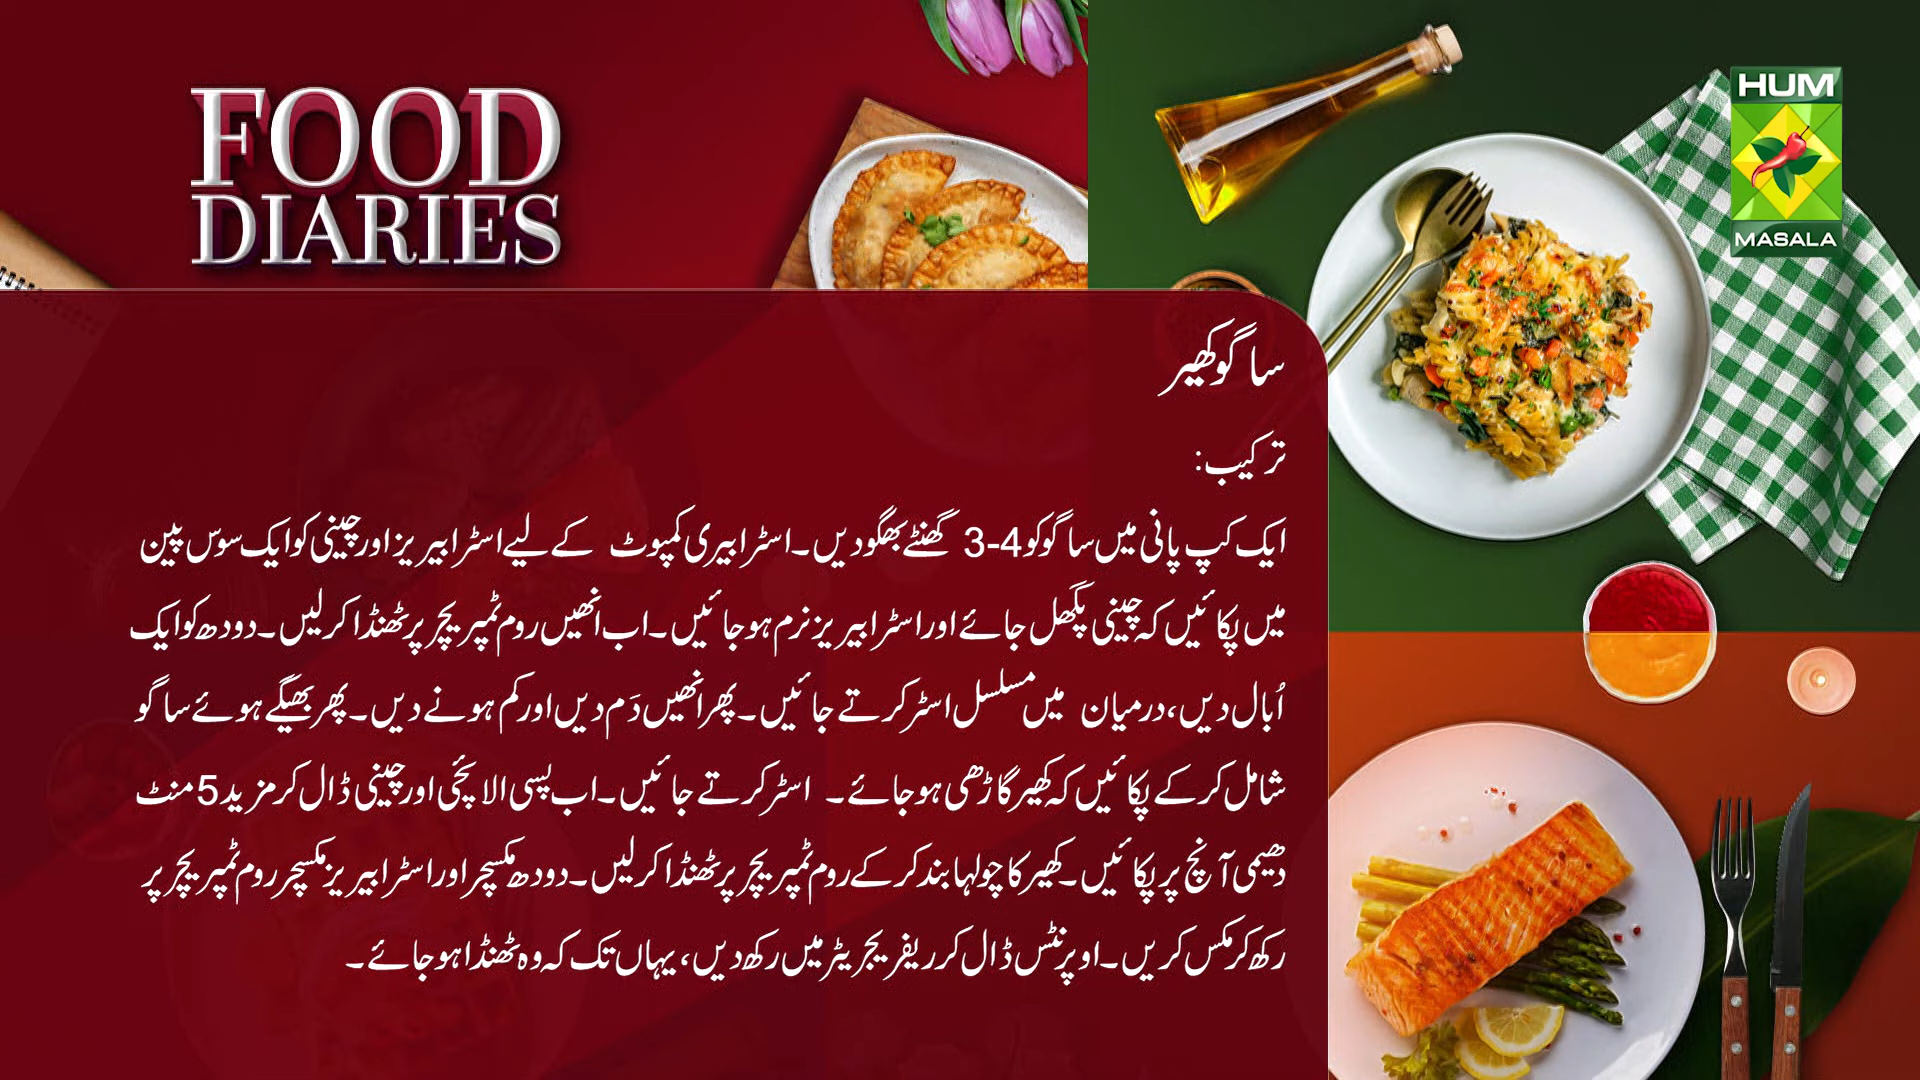 FOOD
DIARIES
HUM
MASALA
ساگو کھیر
ترکیب:
ایک کپ پانی میں ساگو کو 4-3 گھنٹے بھگو دیں۔ اسٹرابیری کمپوٹ کے لیے اسٹرابیریز اور چینی کو ایک سوس پین
میں پکائیں کہ چینی پگھل جائے اور اسٹرابیریز نرم ہو جائیں۔ اب انھیں روم ٹمپریچر پر ٹھنڈا کر لیں۔ دودھ کو ایک
اُبال دیں، درمیان میں مسلسل اسٹر کرتے جائیں۔ پھر انھیں دَم دیں اور کم ہونے دیں۔ پھر بھیگے ہوئے ساگو
شامل کر کے پکائیں کہ کھیر گاڑھی ہو جائے۔ اسٹر کرتے جائیں۔ اب پسی الائچی اور چینی ڈال کر مزید 5 منٹ
دھیمی آنچ پر پکائیں۔ کھیر کا چولہا بند کر کے روم ٹمپریچر پر ٹھنڈا کر لیں۔ دودھ مکسچر اور اسٹرابیریز مکسچر روم ٹمپریچر پر
رکھ کر مکس کریں۔ اوپر نٹس ڈال کر ریفریجریٹر میں رکھ دیں، یہاں تک کہ وہ ٹھنڈا ہو جائے۔